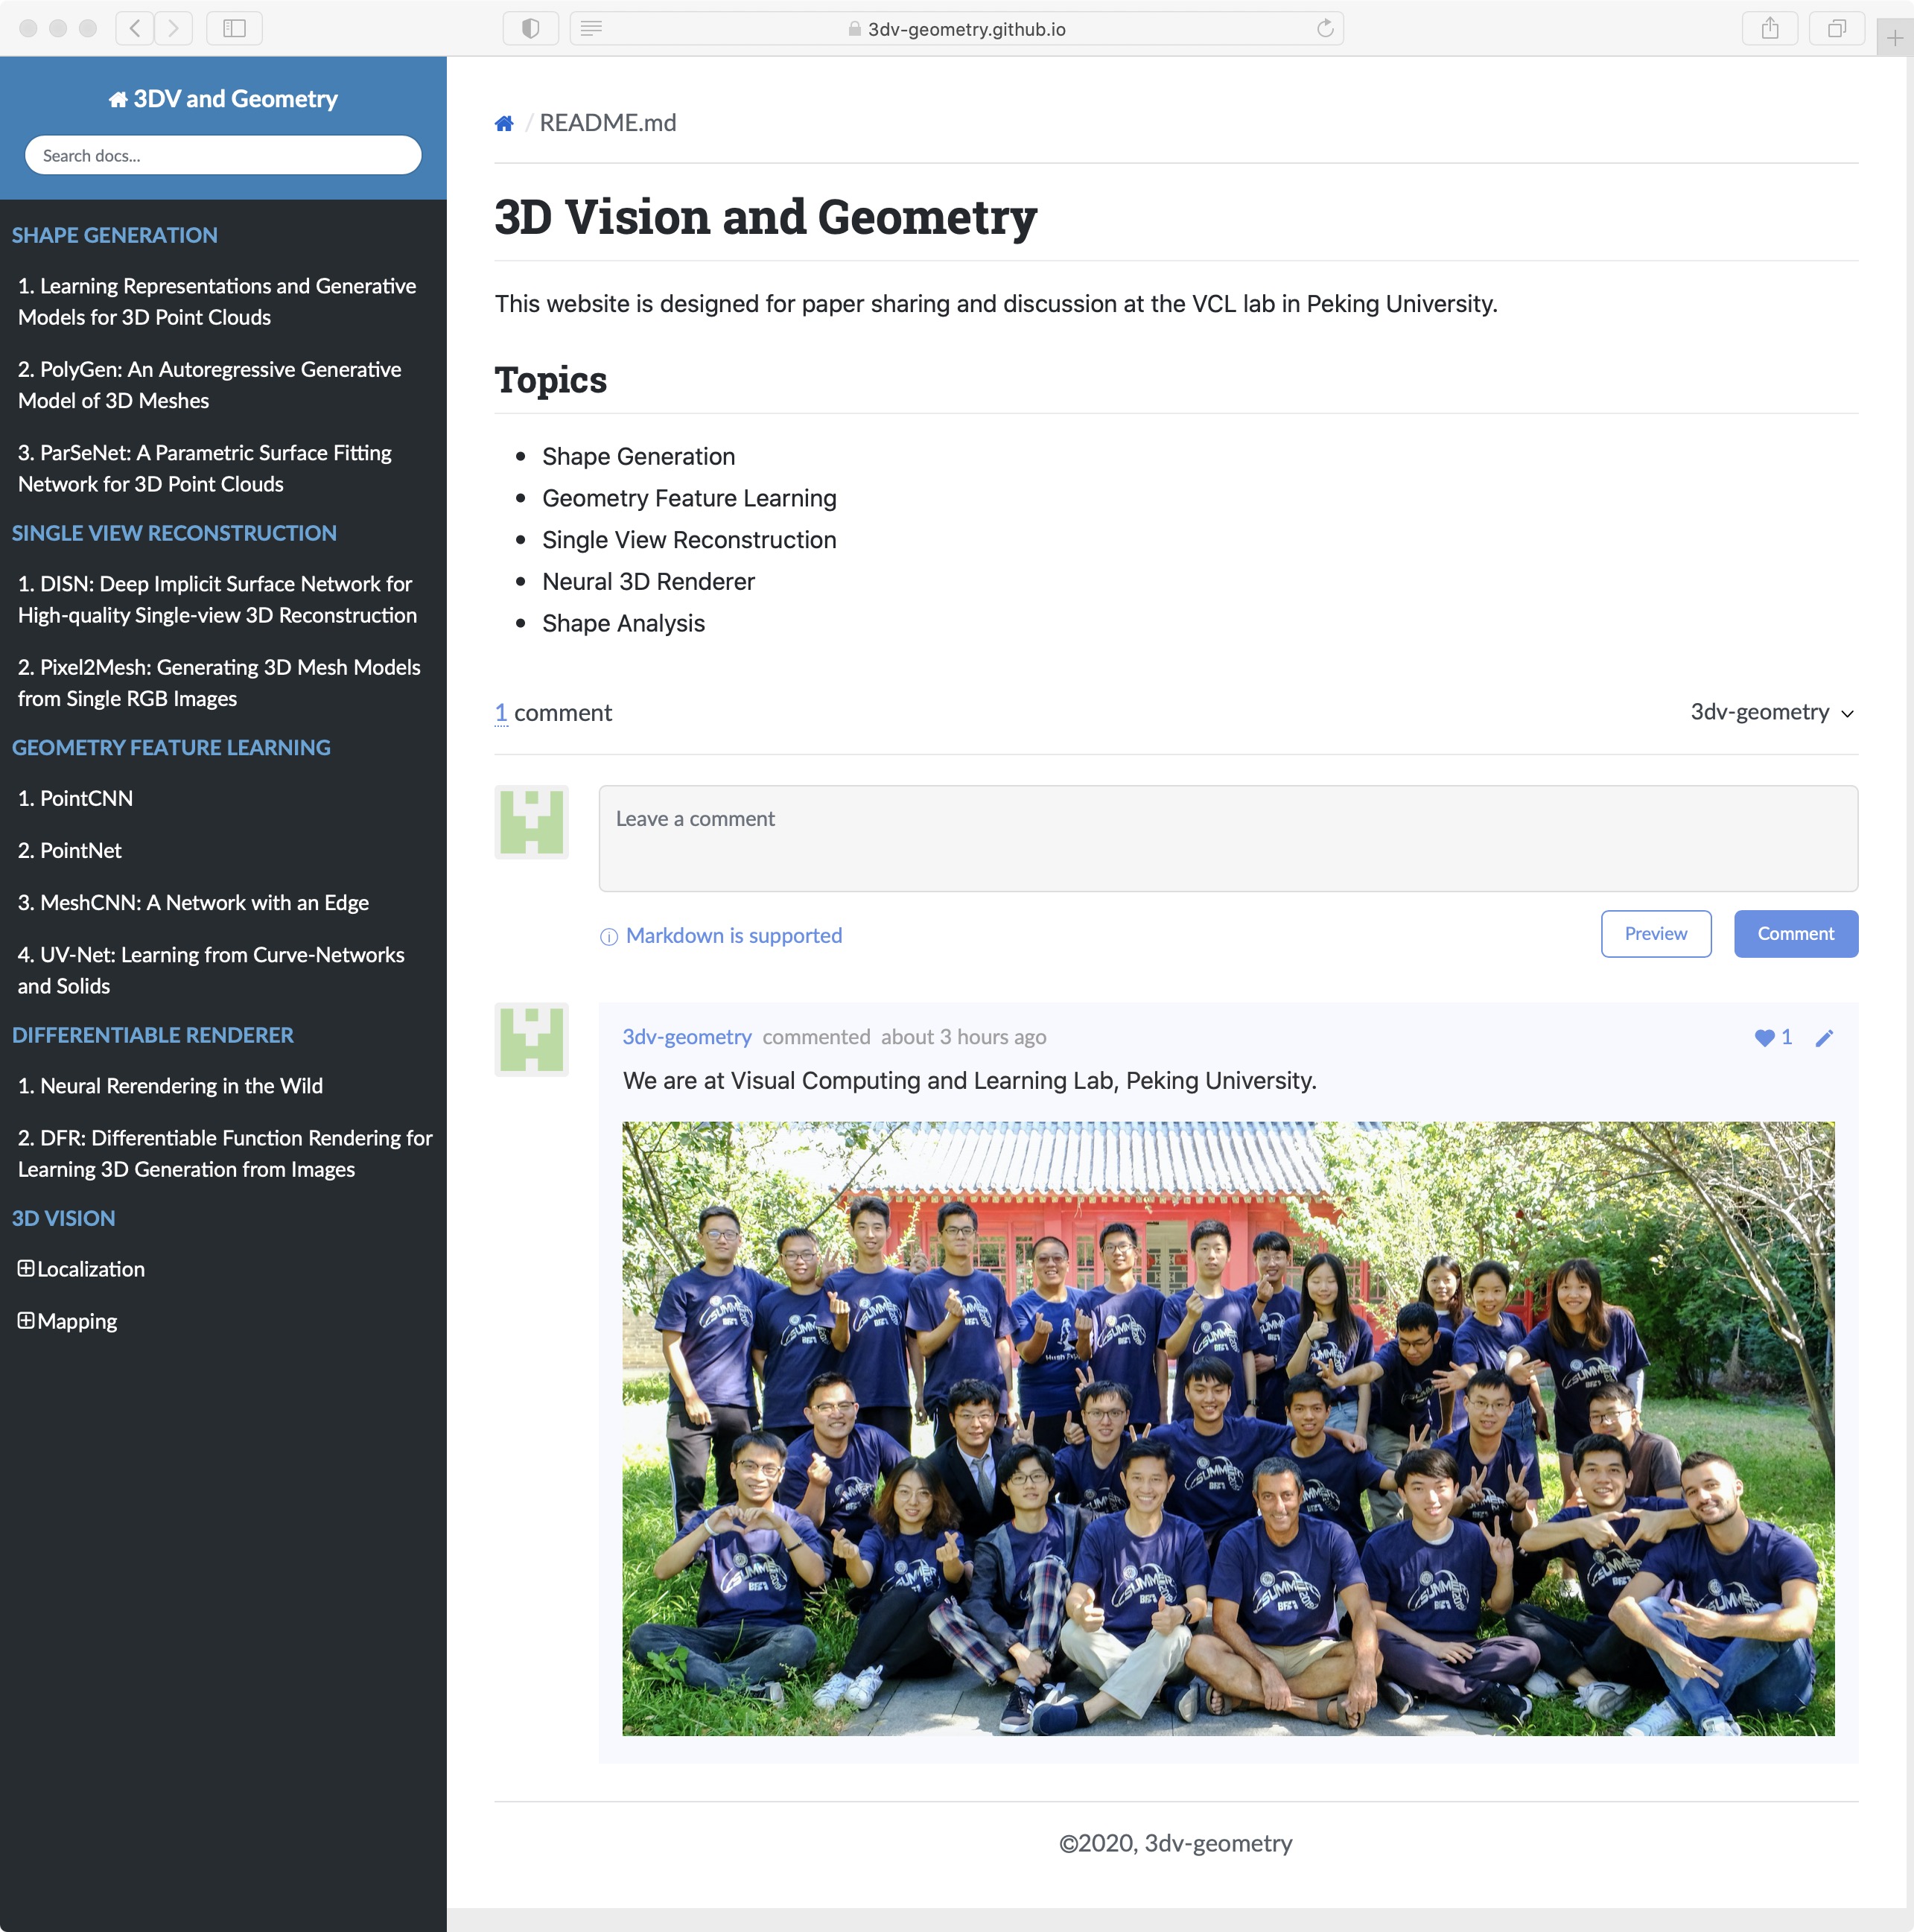 3dv-geometry.github.io
3DV and Geometry
Search docs...
SHAPE GENERATION
1. Learning Representations and Generative
Models for 3D Point Clouds
2. PolyGen: An Autoregressive Generative
Model of 3D Meshes
3. ParSeNet: A Parametric Surface Fitting
Network for 3D Point Clouds
SINGLE VIEW RECONSTRUCTION
1. DISN: Deep Implicit Surface Network for
High-quality Single-view 3D Reconstruction
2. Pixel2Mesh: Generating 3D Mesh Models
from Single RGB Images
GEOMETRY FEATURE LEARNING
1. PointCNN
2. PointNet
3. MeshCNN: A Network with an Edge
4. UV-Net: Learning from Curve-Networks
and Solids
DIFFERENTIABLE RENDERER
1. Neural Rerendering in the Wild
2. DFR: Differentiable Function Rendering for
Learning 3D Generation from Images
3D VISION
Localization
Mapping
/ README.md
3D Vision and Geometry
This website is designed for paper sharing and discussion at the VCL lab in Peking University.
Topics
• Shape Generation
• Geometry Feature Learning
• Single View Reconstruction
• Neural 3D Renderer
• Shape Analysis
1 comment
3dv-geometry
Leave a comment
Markdown is supported
Preview
Comment
3dv-geometry commented about 3 hours ago
1
We are at Visual Computing and Learning Lab, Peking University.
©2020, 3dv-geometry